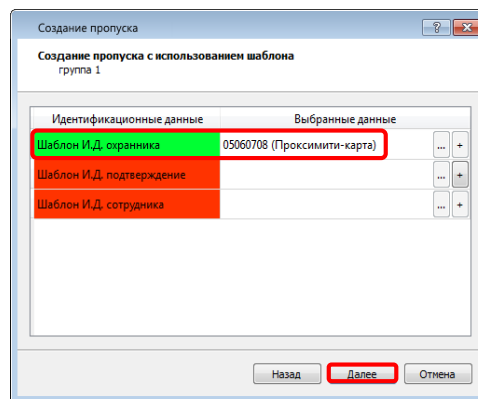 Создание пропуска
Создание пропуска с использованием шаблона
группа 1
Идентификационные данные Выбранные данные
Шаблон И.Д. охранника 05060708 (Проксимити-карта) ... +
Шаблон И.Д. подтверждение ... +
Шаблон И.Д. сотрудника ... +
Назад Далее Отмена